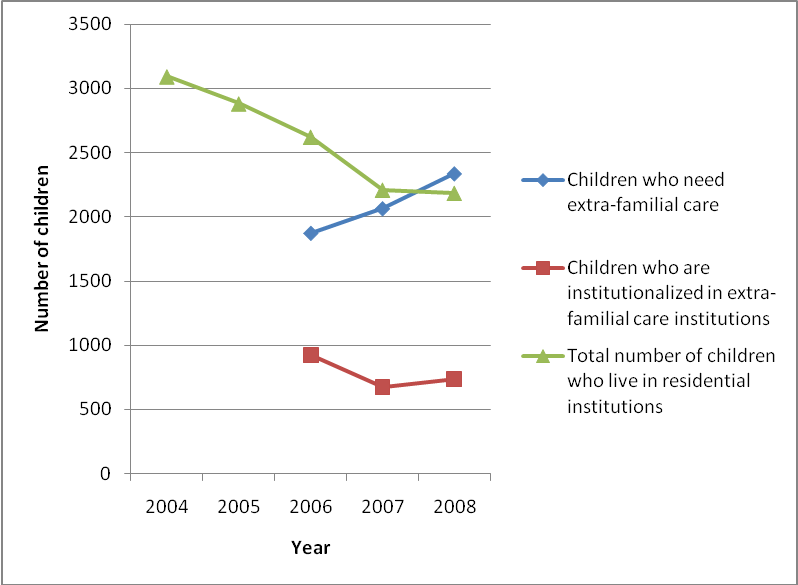 3500
3000
2500
2000
1500
1000
500
0
Number of children
2004 2005 2006 2007 2008
Year
Children who need
extra-familial care
Children who are
institutionalized in extra-
familial care institutions
Total number of children
who live in residential
institutions